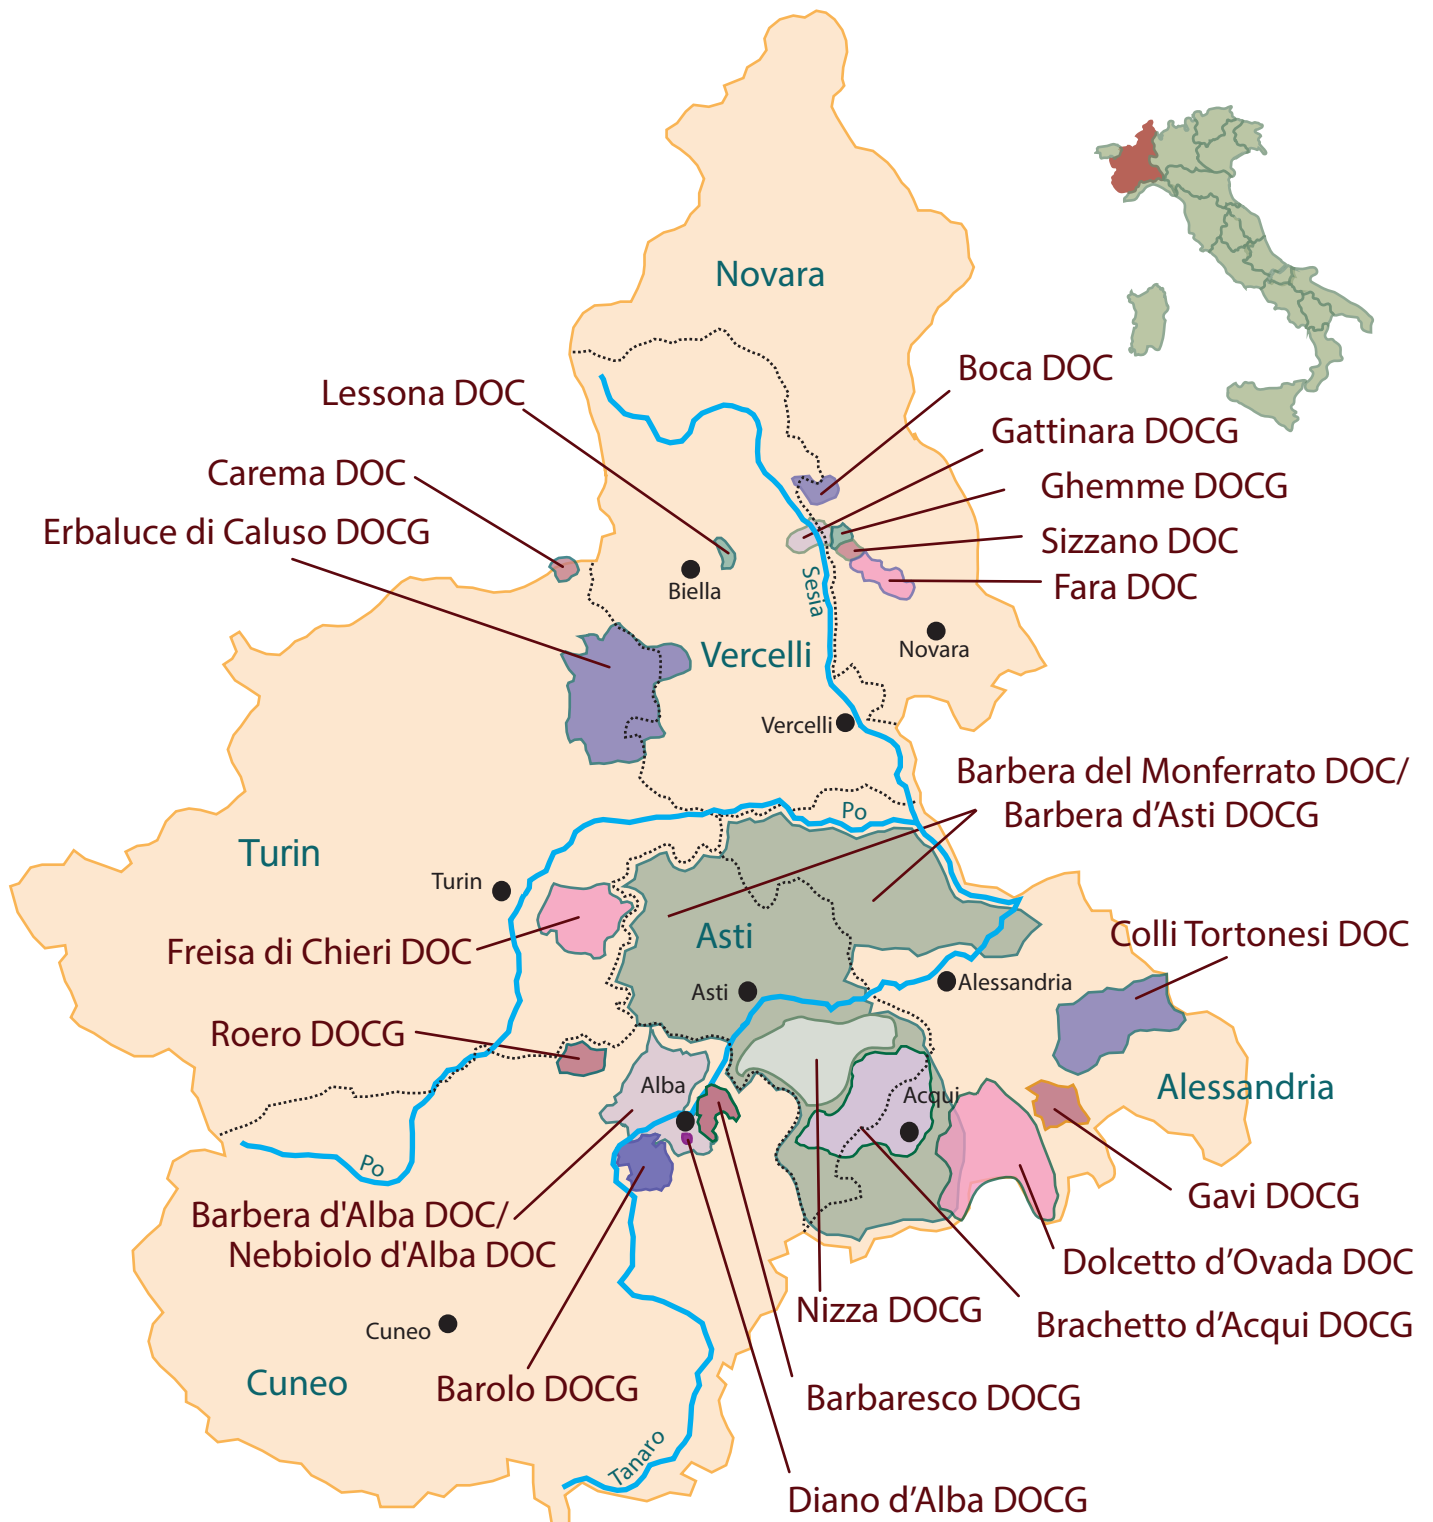 Novara
Boca DOC
Lessona DOC
Gattinara DOCG
Carema DOC
Ghemme DOCG
Erbaluce di Caluso DOCG
Sizzano DOC
Fara DOC
Biella
Sesia
Novara
Vercelli
Vercelli
Barbera del Monferrato DOC/
Barbera d’Asti DOCG
Po
Turin
Turin
Asti
Colli Tortonesi DOC
Freisa di Chieri DOC
Asti
Alessandria
Roero DOCG
Alba
Acqui
Alessandria
Po
Gavi DOCG
Barbera d'Alba DOC/
Nebbiolo d'Alba DOC
Dolcetto d’Ovada DOC
Nizza DOCG
Brachetto d’Acqui DOCG
Cuneo
Cuneo
Barolo DOCG
Barbaresco DOCG
Tanaro
Diano d’Alba DOCG